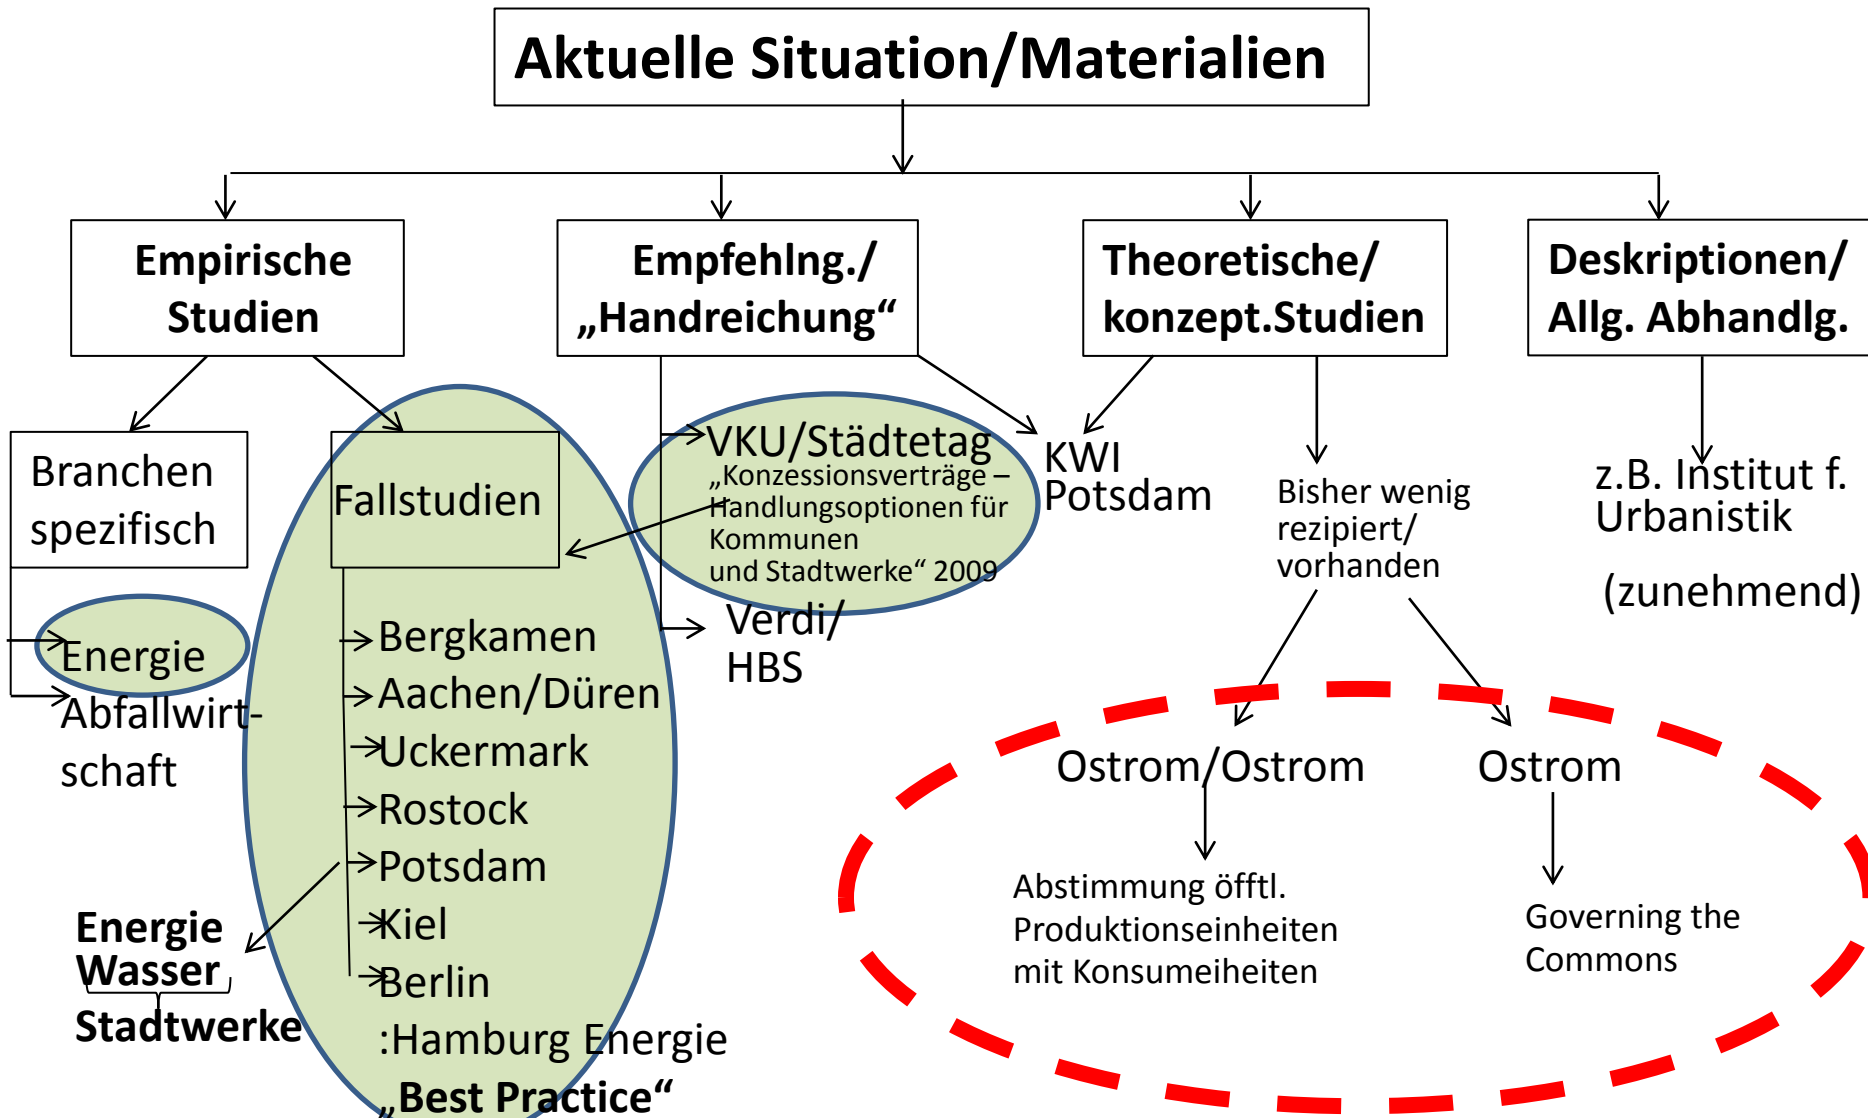 Aktuelle Situation/Materialien
Empirische
Studien
Empfehlng./
„Handreichung“
Theoretische/
konzept.Studien
Deskriptionen/
Allg. Abhandlg.
Branchen
spezifisch
Fallstudien
VKU/Städtetag
„Konzessionsverträge –
Handlungsoptionen für
Kommunen
und Stadtwerke“ 2009
KWI
Potsdam
Bisher wenig
rezipiert/
vorhanden
z.B. Institut f.
Urbanistik
(zunehmend)
Energie
Abfallwirt-
schaft
Bergkamen
Aachen/Düren
Uckermark
Rostock
Potsdam
Kiel
Berlin
:Hamburg Energie
„Best Practice“
Verdi/
HBS
Energie
Wasser
Stadtwerke
Ostrom/Ostrom
Ostrom
Abstimmung öfftl.
Produktionseinheiten
mit Konsumeiheiten
Governing the
Commons